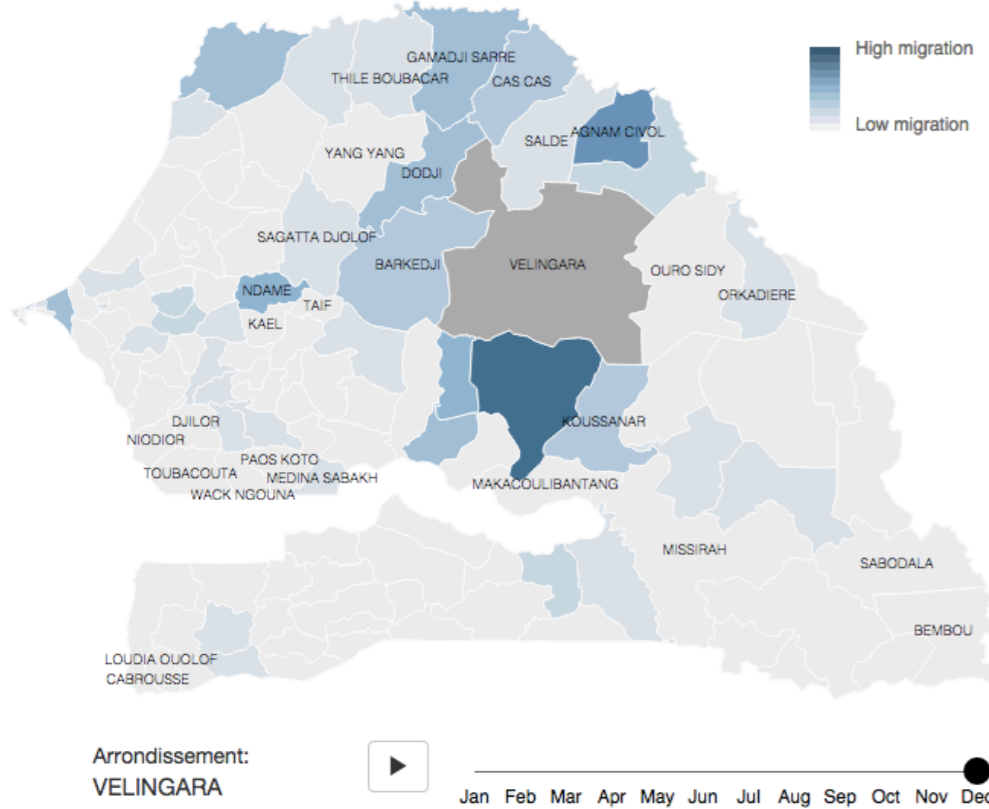 High migration
Low migration
GAMADJI SARRE
THILE BOUBACAR
CAS CAS
SALDE
AGNAM CIVOL
YANG YANG
DODJI
SAGATTA DJOLOF
BARKEDJI
VELINGARA
OURO SIDY
ORKADIERE
NDAME
TAIF
KAEL
DJILOR
NIODIOR
KOUSSANAR
PAOS KOTO
TOUBACOUTA
MEDINA SABAKH
WACK NGOUNA
MAKACOULIBANTANG
MISSIRAH
SABODALA
BEMBOU
LOUDIA OUOLOF
CABROUSSE
Arrondissement:
VELINGARA
Jan Feb Mar Apr May Jun Jul Aug Sep Oct Nov Dec